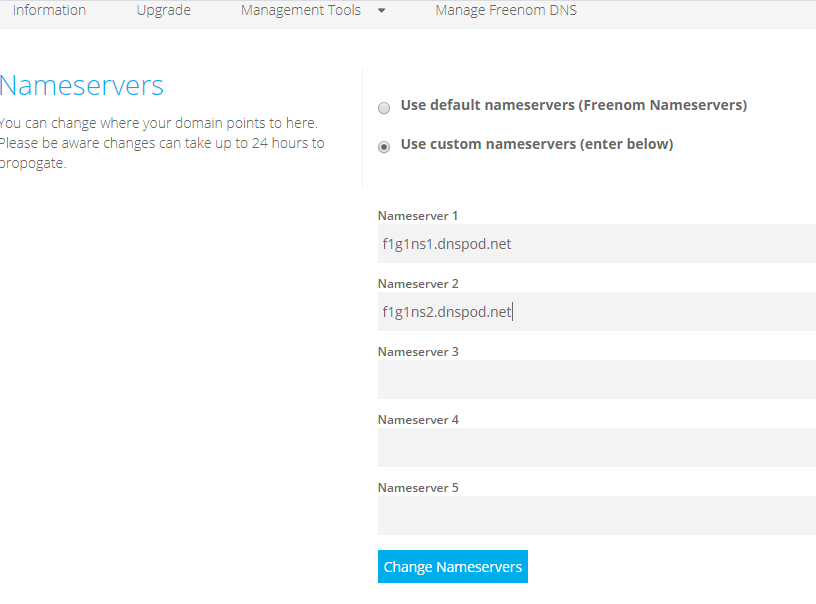 Information Upgrade Management Tools Manage Freenom DNS
Nameservers
You can change where your domain points to here.
Please be aware changes can take up to 24 hours to
propogate.
Use default nameservers (Freenom Nameservers)
Use custom nameservers (enter below)
Nameserver 1
f1g1ns1.dnspod.net
Nameserver 2
f1g1ns2.dnspod.net
Nameserver 3
Nameserver 4
Nameserver 5
Change Nameservers